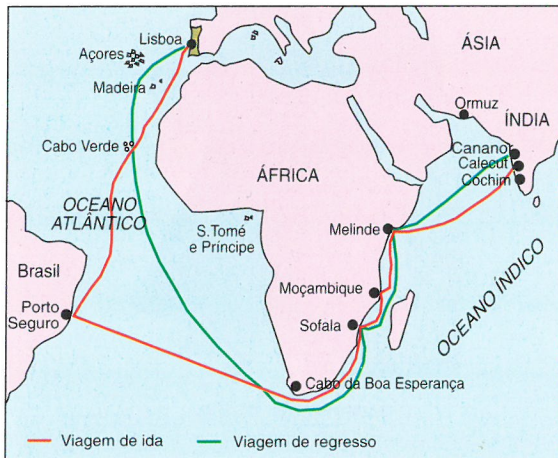 Lisboa
Açores
Madeira
ÁSIA
Ormuz
ÍNDIA
Cananor
Calecut
Cochim
Cabo Verde
ÁFRICA
OCEANO
ATLÂNTICO
S. Tomé
e Príncipe
Melinde
Brasil
Moçambique
Porto
Seguro
Sofala
OCEANO ÍNDICO
Cabo da Boa Esperança
Viagem de ida
Viagem de regresso